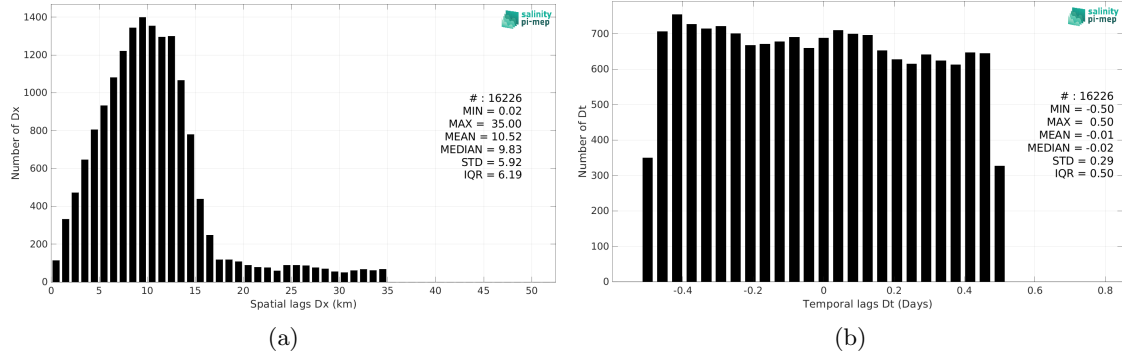 salinity
pi-mep
1400
1200
1000
800
600
400
200
0
Number of Dx
# : 16226
MIN = 0.02
MAX = 35.00
MEAN = 10.52
MEDIAN = 9.83
STD = 5.92
IQR = 6.19
0 5 10 15 20 25 30 35 40 45 50
Spatial lags Dx (km)
(a)
salinity
pi-mep
700
600
500
400
300
200
100
0
Number of Dt
# : 16226
MIN = -0.50
MAX = 0.50
MEAN = -0.01
MEDIAN = -0.02
STD = 0.29
IQR = 0.50
-0.4 -0.2 0 0.2 0.4 0.6 0.8
Temporal lags Dt (Days)
(b)